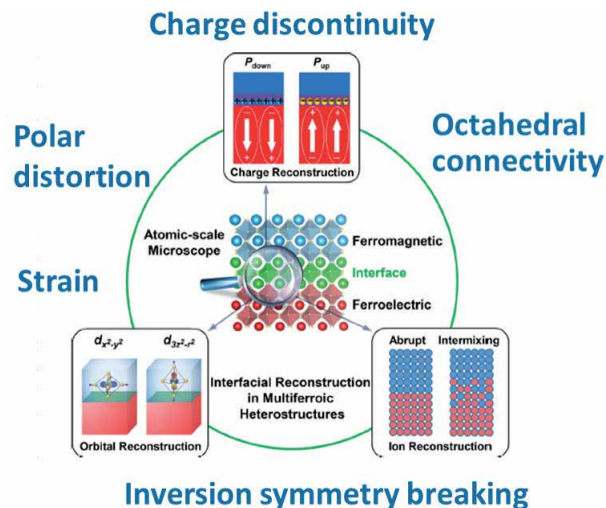 Charge discontinuity
P_down P_up
Charge Reconstruction
Polar
distortion
Octahedral
connectivity
Atomic-scale
Microscope
Ferromagnetic
Interface
Ferroelectric
Strain
d_x²-y² d_3z²-r²
Orbital Reconstruction
Interfacial Reconstruction
in Multiferroic
Heterostructures
Abrupt Intermixing
Ion Reconstruction
Inversion symmetry breaking